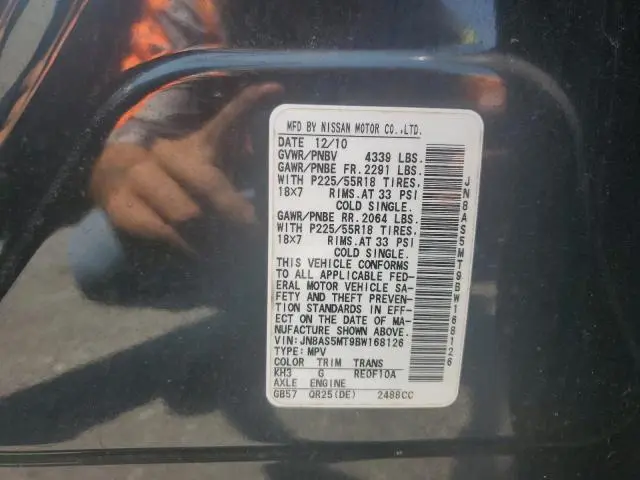 MFD BY NISSAN MOTOR CO.,LTD.
DATE 12/10
GVWR/PNBV 4339 LBS.
GAWR/PNBE FR. 2291 LBS.
WITH P225/55R18 TIRES,
18X7 RIMS.AT 33 PSI
COLD SINGLE.
GAWR/PNBE RR. 2064 LBS.
WITH P225/55R18 TIRES,
18X7 RIMS.AT 33 PSI
COLD SINGLE.
THIS VEHICLE CONFORMS
TO ALL APPLICABLE FED-
ERAL MOTOR VEHICLE SA-
FETY AND THEFT PREVEN-
TION STANDARDS IN EFF-
ECT ON THE DATE OF MA-
NUFACTURE SHOWN ABOVE.
VIN: JN8AS5MT9BW168126
TYPE: MPV
COLOR TRIM TRANS
KH3 G RE0F10A
AXLE ENGINE
GB57 QR25(DE) 2488CC
JN8AS5MT9BW168126